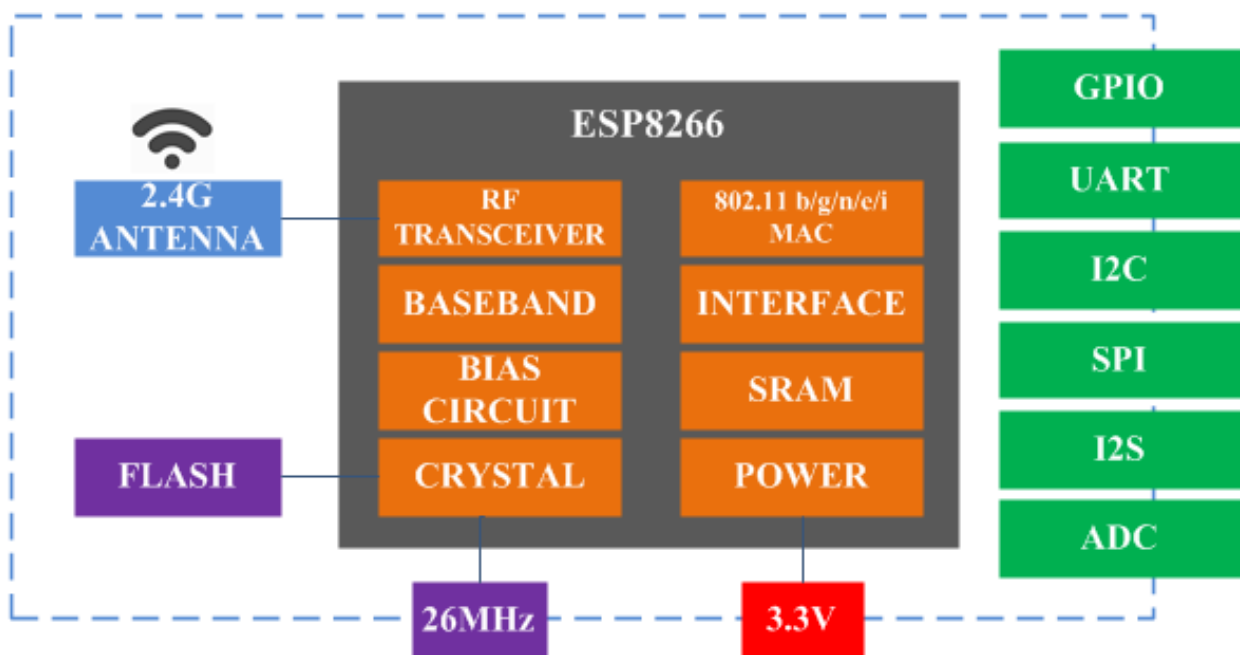 ESP8266
2.4G
ANTENNA
RF
TRANSCEIVER
802.11 b/g/n/e/i
MAC
BASEBAND
INTERFACE
BIAS
CIRCUIT
SRAM
FLASH
CRYSTAL
POWER
26MHz
3.3V
GPIO
UART
I2C
SPI
I2S
ADC